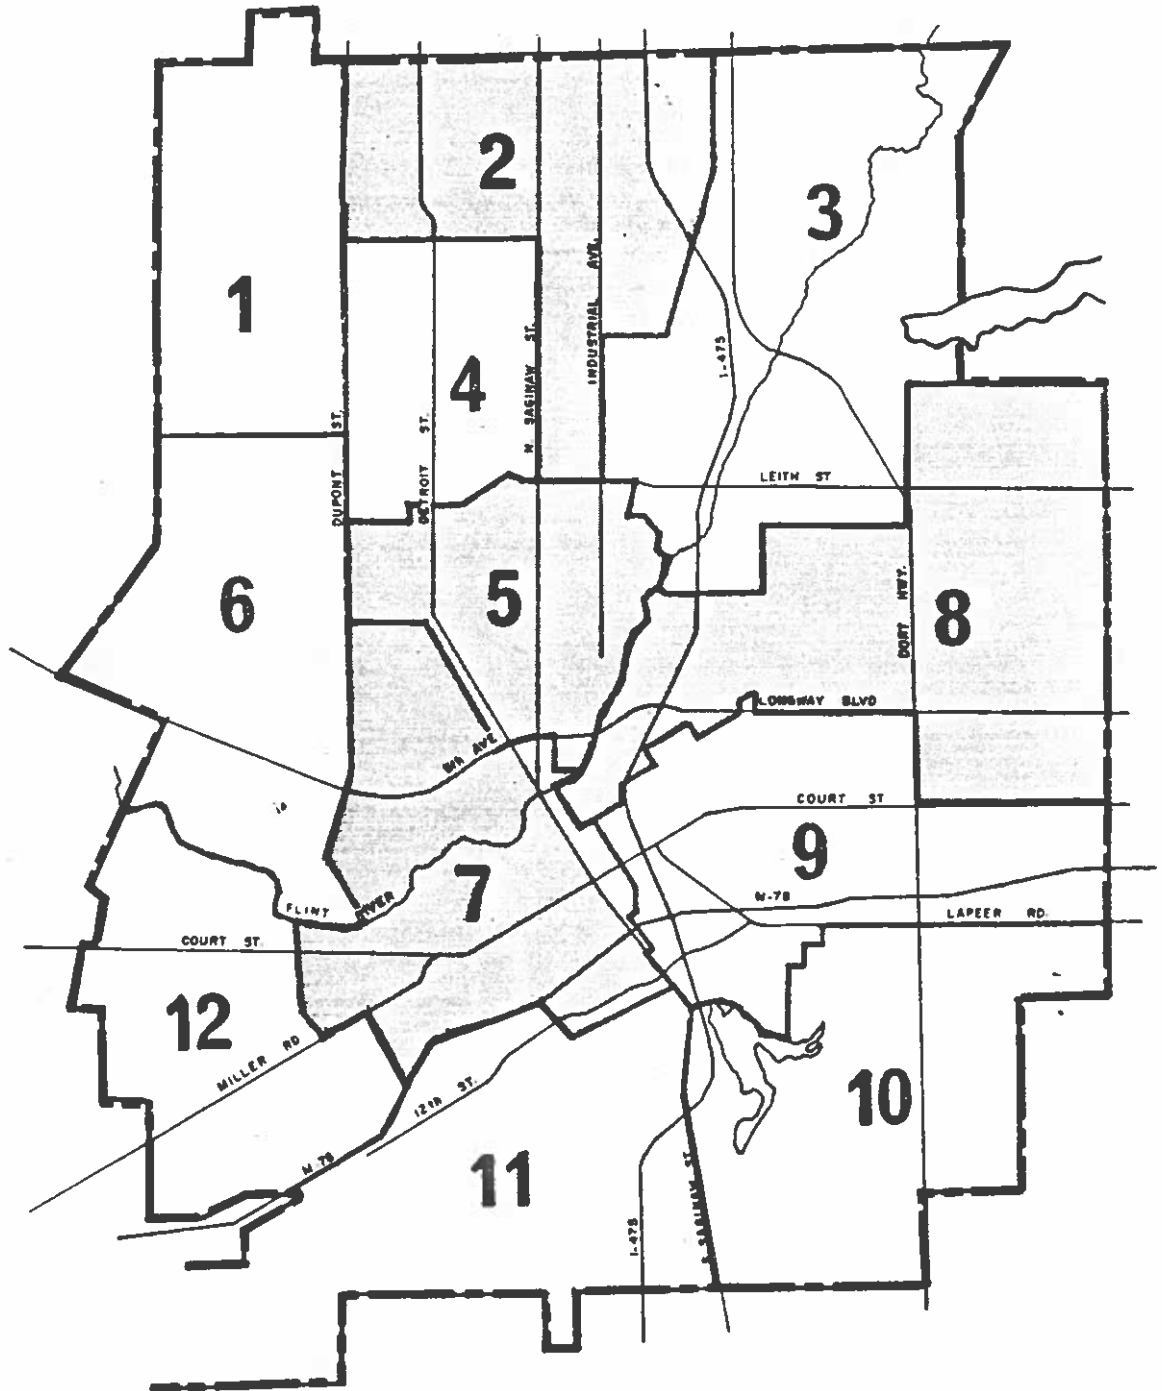 2
3
1
INDUSTRIAL AVE.
N. SAGINAW ST.
I-475
4
DUPONT ST.
DETROIT ST.
LEITH ST
6
5
DORT HWY.
8
LONGWAY BLVD
5th AVE
COURT ST
9
7
M-78
FLINT RIVER
LAPEER RD.
COURT ST.
12
MILLER RD
12th ST.
10
M-78
11
S. SAGINAW ST.
I-475